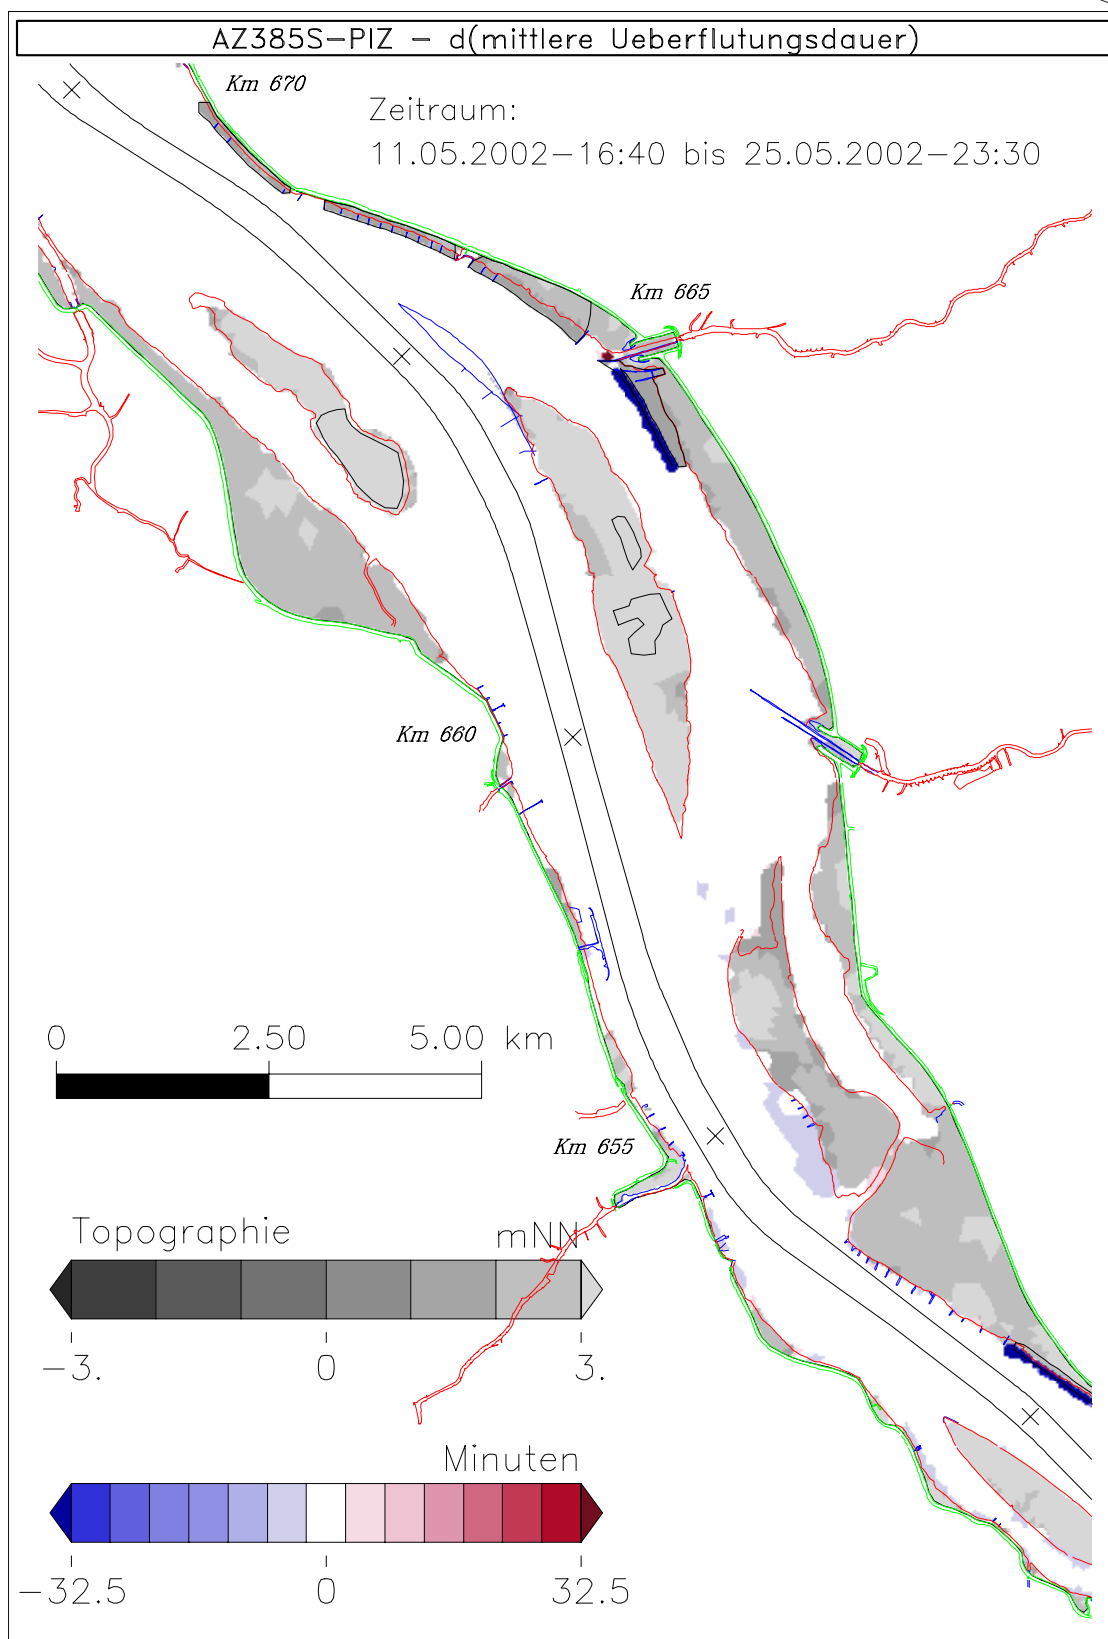 AZ385S-PIZ - d(mittlere Ueberflutungsdauer)
Km 670
Zeitraum:
11.05.2002-16:40 bis 25.05.2002-23:30
Km 665
Km 660
0 2.50 5.00 km
Km 655
Topographie mNN
-3. 0 3.
Minuten
-32.5 0 32.5